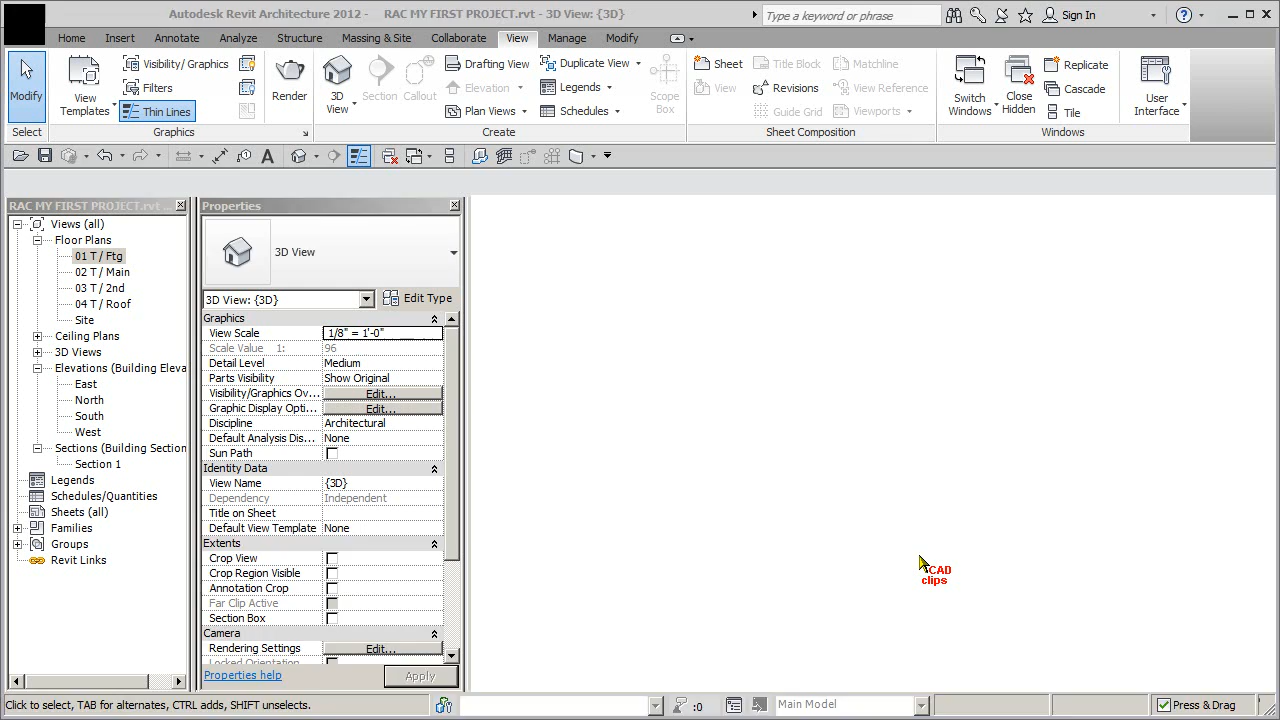 Autodesk Revit Architecture 2012 - RAC MY FIRST PROJECT.rvt - 3D View: {3D}
Type a keyword or phrase
Sign In
Home Insert Annotate Analyze Structure Massing & Site Collaborate View Manage Modify
Modify
View Templates
Visibility/ Graphics
Filters
Thin Lines
Render
3D View
Section
Callout
Drafting View
Elevation
Plan Views
Duplicate View
Legends
Schedules
Scope Box
Sheet
View
Title Block
Revisions
Guide Grid
Matchline
View Reference
Viewports
Switch Windows
Close Hidden
Replicate
Cascade
Tile
User Interface
Select Graphics Create Sheet Composition Windows
RAC MY FIRST PROJECT.rvt ...
Views (all)
Floor Plans
01 T / Ftg
02 T / Main
03 T / 2nd
04 T / Roof
Site
Ceiling Plans
3D Views
Elevations (Building Eleva
East
North
South
West
Sections (Building Section
Section 1
Legends
Schedules/Quantities
Sheets (all)
Families
Groups
Revit Links
Properties
3D View
3D View: {3D} Edit Type
Graphics
View Scale 1/8" = 1'-0"
Scale Value 1: 96
Detail Level Medium
Parts Visibility Show Original
Visibility/Graphics Ov... Edit...
Graphic Display Opti... Edit...
Discipline Architectural
Default Analysis Dis... None
Sun Path
Identity Data
View Name {3D}
Dependency Independent
Title on Sheet
Default View Template None
Extents
Crop View
Crop Region Visible
Annotation Crop
Far Clip Active
Section Box
Camera
Rendering Settings Edit...
Locked Orientation
Properties help Apply
CAD
clips
Click to select, TAB for alternates, CTRL adds, SHIFT unselects.
:0
Main Model
Press & Drag